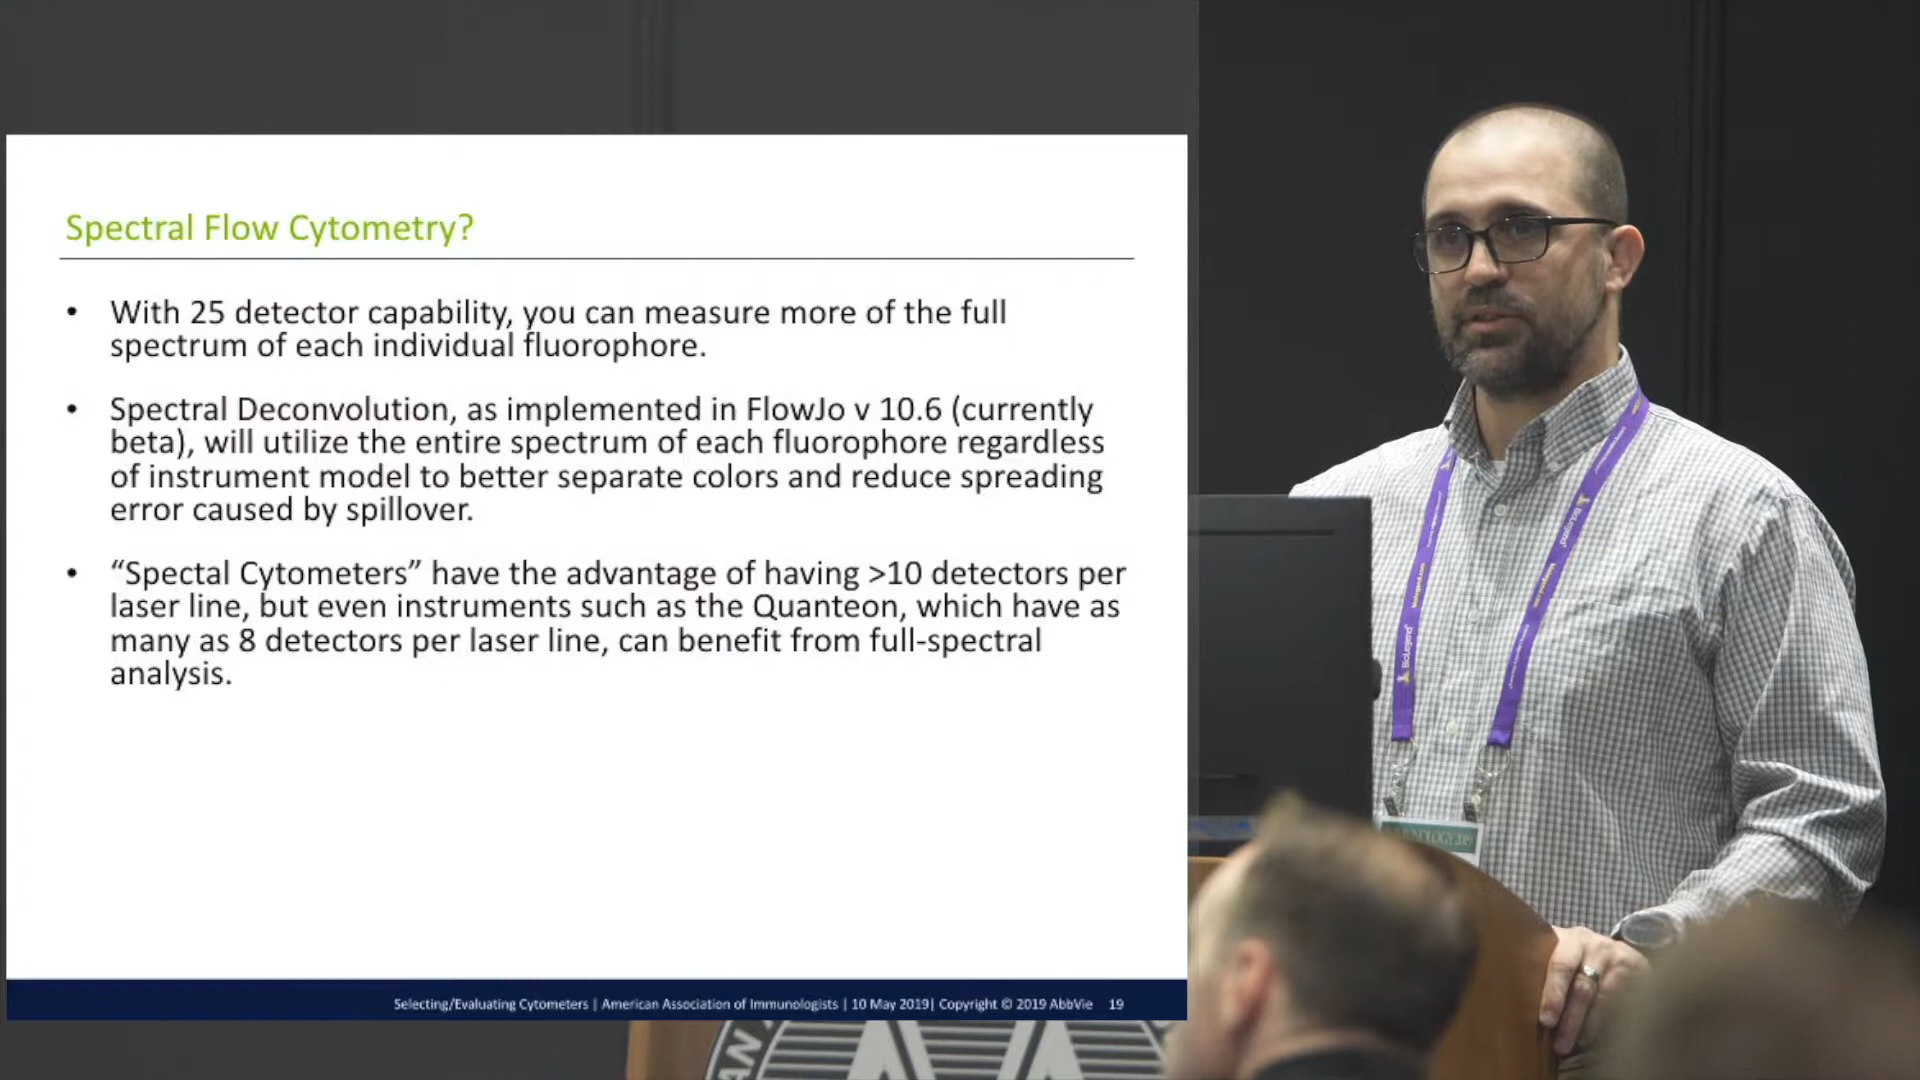 Spectral Flow Cytometry?
• With 25 detector capability, you can measure more of the full
spectrum of each individual fluorophore.
• Spectral Deconvolution, as implemented in FlowJo v 10.6 (currently
beta), will utilize the entire spectrum of each fluorophore regardless
of instrument model to better separate colors and reduce spreading
error caused by spillover.
• “Spectal Cytometers” have the advantage of having >10 detectors per
laser line, but even instruments such as the Quanteon, which have as
many as 8 detectors per laser line, can benefit from full-spectral
analysis.
Selecting/Evaluating Cytometers | American Association of Immunologists | 10 May 2019| Copyright © 2019 AbbVie 19
BioLegend